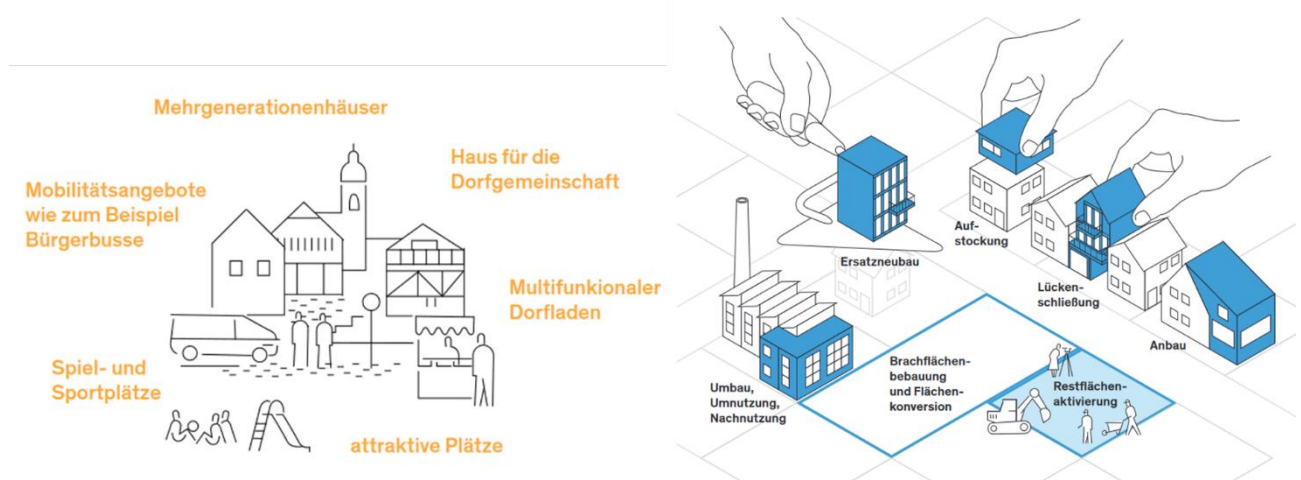 Mehrgenerationenhäuser
Haus für die
Dorfgemeinschaft
Mobilitätsangebote
wie zum Beispiel
Bürgerbusse
Multifunkionaler
Dorfladen
Spiel- und
Sportplätze
attraktive Plätze
Auf-
stockung
Ersatzneubau
Lücken-
schließung
Anbau
Brachflächen-
bebauung
und Flächen-
konversion
Restflächen-
aktivierung
Umbau,
Umnutzung,
Nachnutzung